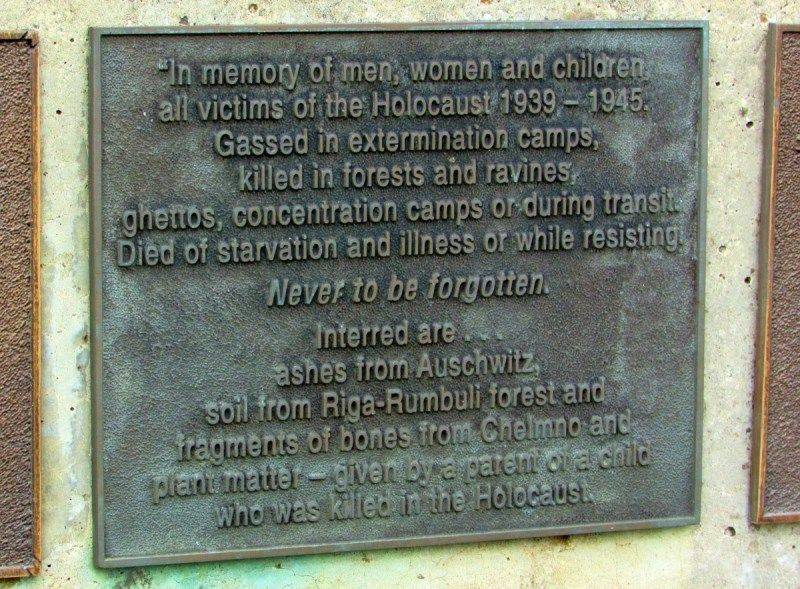 "In memory of men, women and children,
all victims of the Holocaust 1939 – 1945.
Gassed in extermination camps,
killed in forests and ravines,
ghettos, concentration camps or during transit.
Died of starvation and illness or while resisting.
Never to be forgotten.
Interred are . . .
ashes from Auschwitz,
soil from Riga-Rumbuli forest and
fragments of bones from Chelmno and
plant matter – given by a parent of a child
who was killed in the Holocaust.